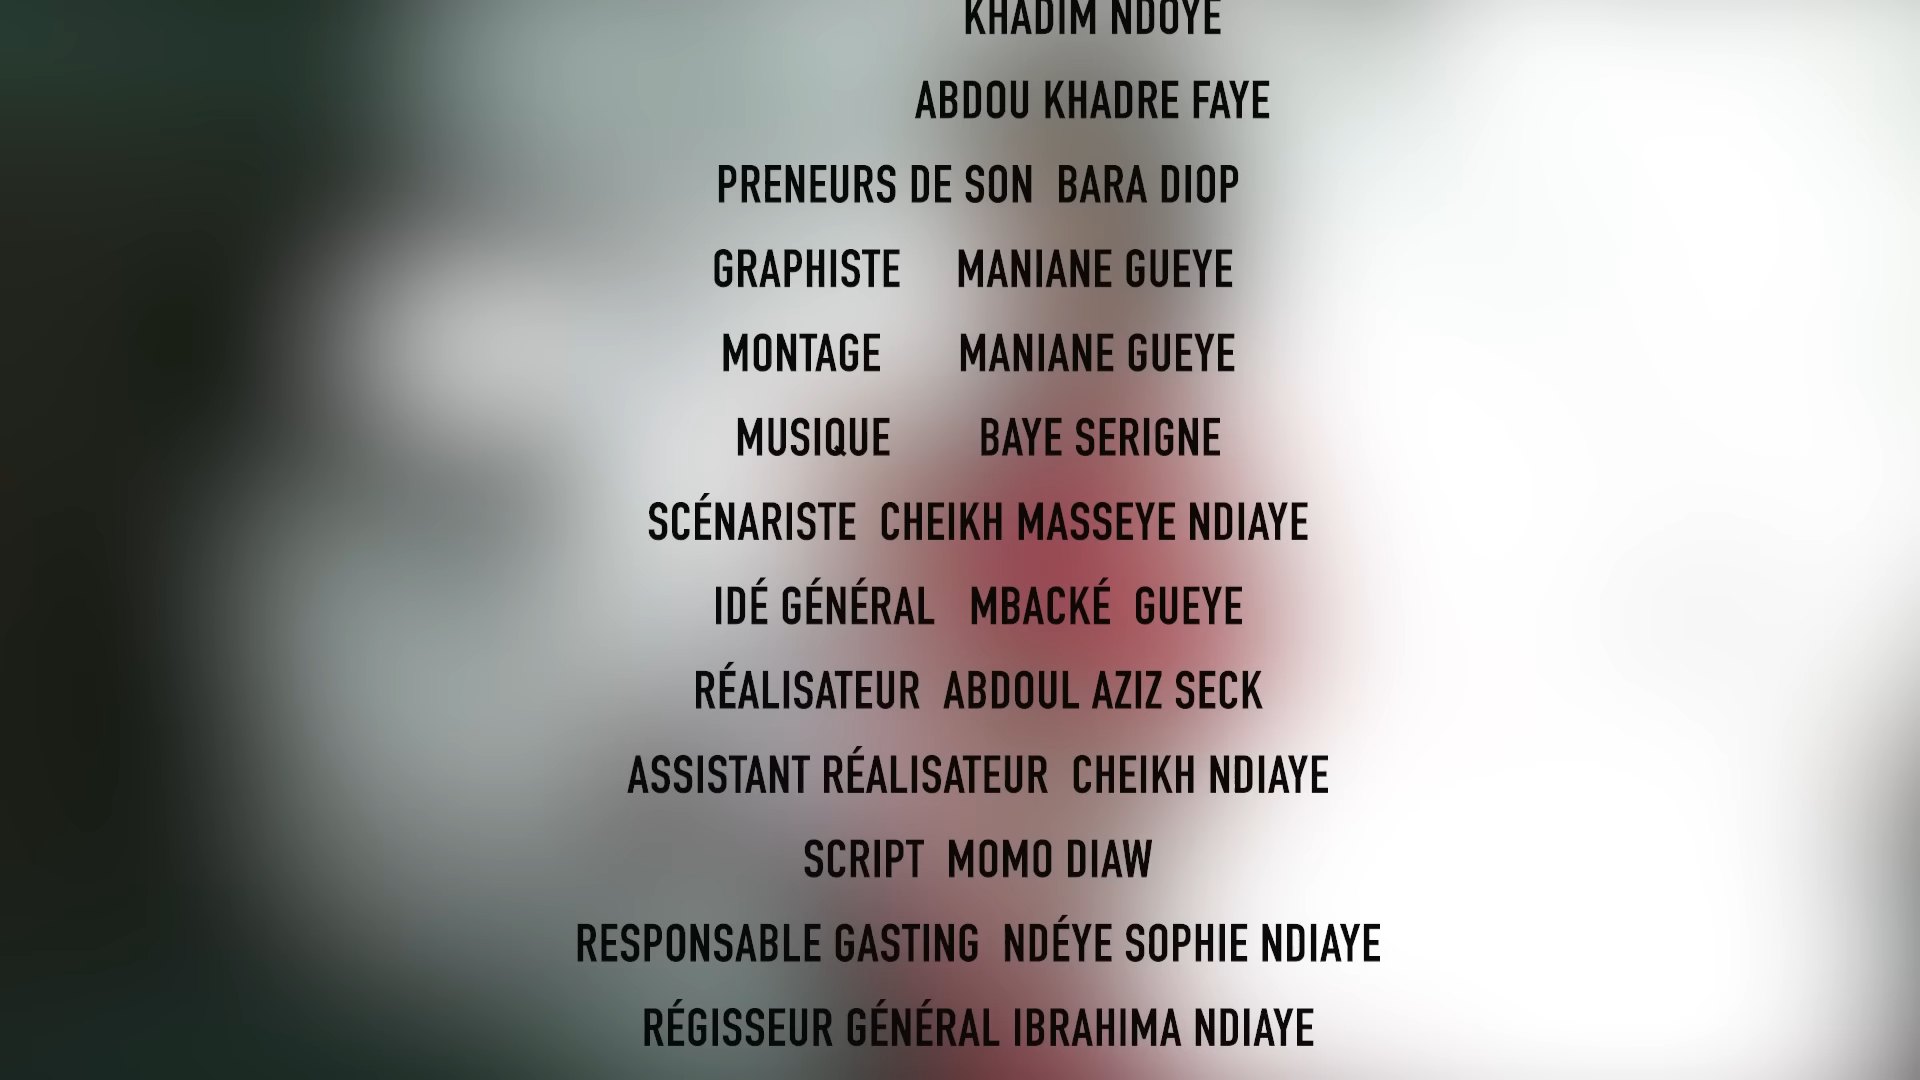 KHADIM NDOYE
ABDOU KHADRE FAYE
PRENEURS DE SON BARA DIOP
GRAPHISTE MANIANE GUEYE
MONTAGE MANIANE GUEYE
MUSIQUE BAYE SERIGNE
SCÉNARISTE CHEIKH MASSEYE NDIAYE
IDÉ GÉNÉRAL MBACKÉ GUEYE
RÉALISATEUR ABDOUL AZIZ SECK
ASSISTANT RÉALISATEUR CHEIKH NDIAYE
SCRIPT MOMO DIAW
RESPONSABLE GASTING NDÉYE SOPHIE NDIAYE
RÉGISSEUR GÉNÉRAL IBRAHIMA NDIAYE